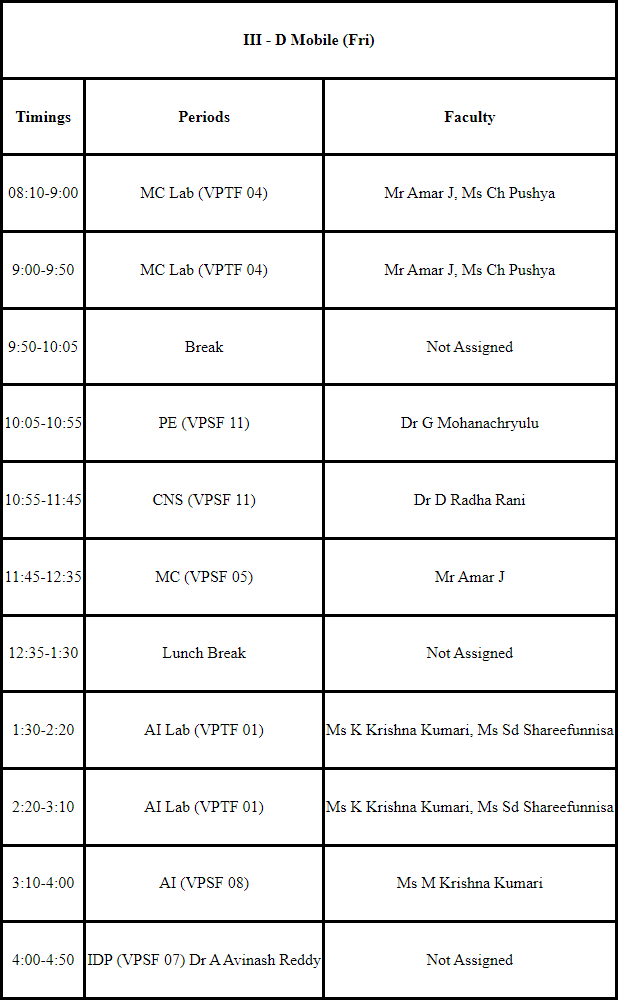 III - D Mobile (Fri)
Timings Periods Faculty
08:10-9:00 MC Lab (VPTF 04) Mr Amar J, Ms Ch Pushya
9:00-9:50 MC Lab (VPTF 04) Mr Amar J, Ms Ch Pushya
9:50-10:05 Break Not Assigned
10:05-10:55 PE (VPSF 11) Dr G Mohanachryulu
10:55-11:45 CNS (VPSF 11) Dr D Radha Rani
11:45-12:35 MC (VPSF 05) Mr Amar J
12:35-1:30 Lunch Break Not Assigned
1:30-2:20 AI Lab (VPTF 01) Ms K Krishna Kumari, Ms Sd Shareefunnisa
2:20-3:10 AI Lab (VPTF 01) Ms K Krishna Kumari, Ms Sd Shareefunnisa
3:10-4:00 AI (VPSF 08) Ms M Krishna Kumari
4:00-4:50 IDP (VPSF 07) Dr A Avinash Reddy Not Assigned